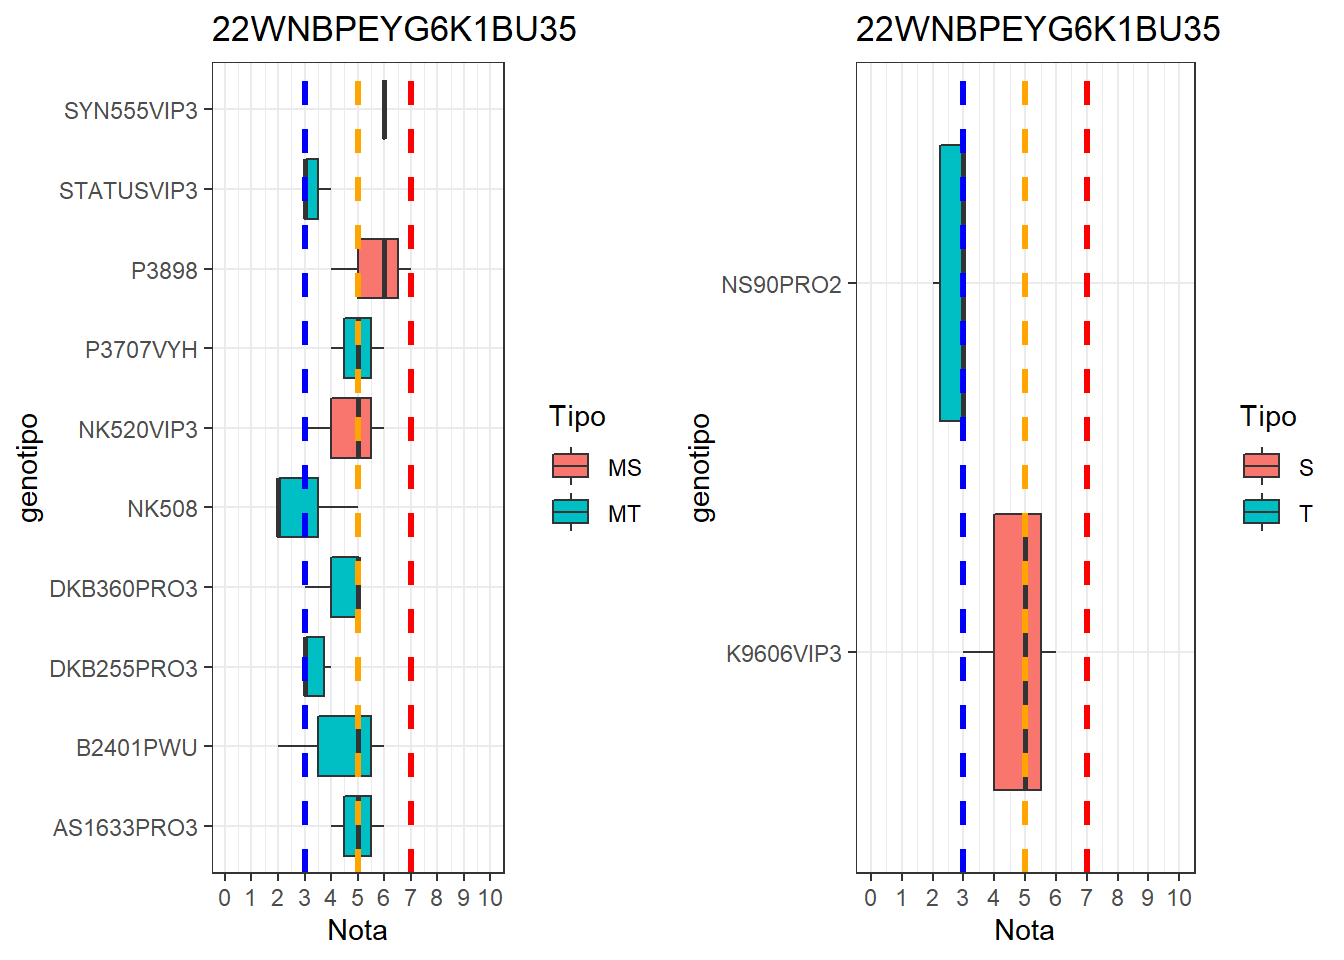 22WNBPEYG6K1BU35
SYN555VIP3
STATUSVIP3
P3898
P3707VYH
NK520VIP3
NK508
DKB360PRO3
DKB255PRO3
B2401PWU
AS1633PRO3
genotipo
0 1 2 3 4 5 6 7 8 9 10
Nota
Tipo
MS
MT
22WNBPEYG6K1BU35
NS90PRO2
K9606VIP3
genotipo
0 1 2 3 4 5 6 7 8 9 10
Nota
Tipo
S
T